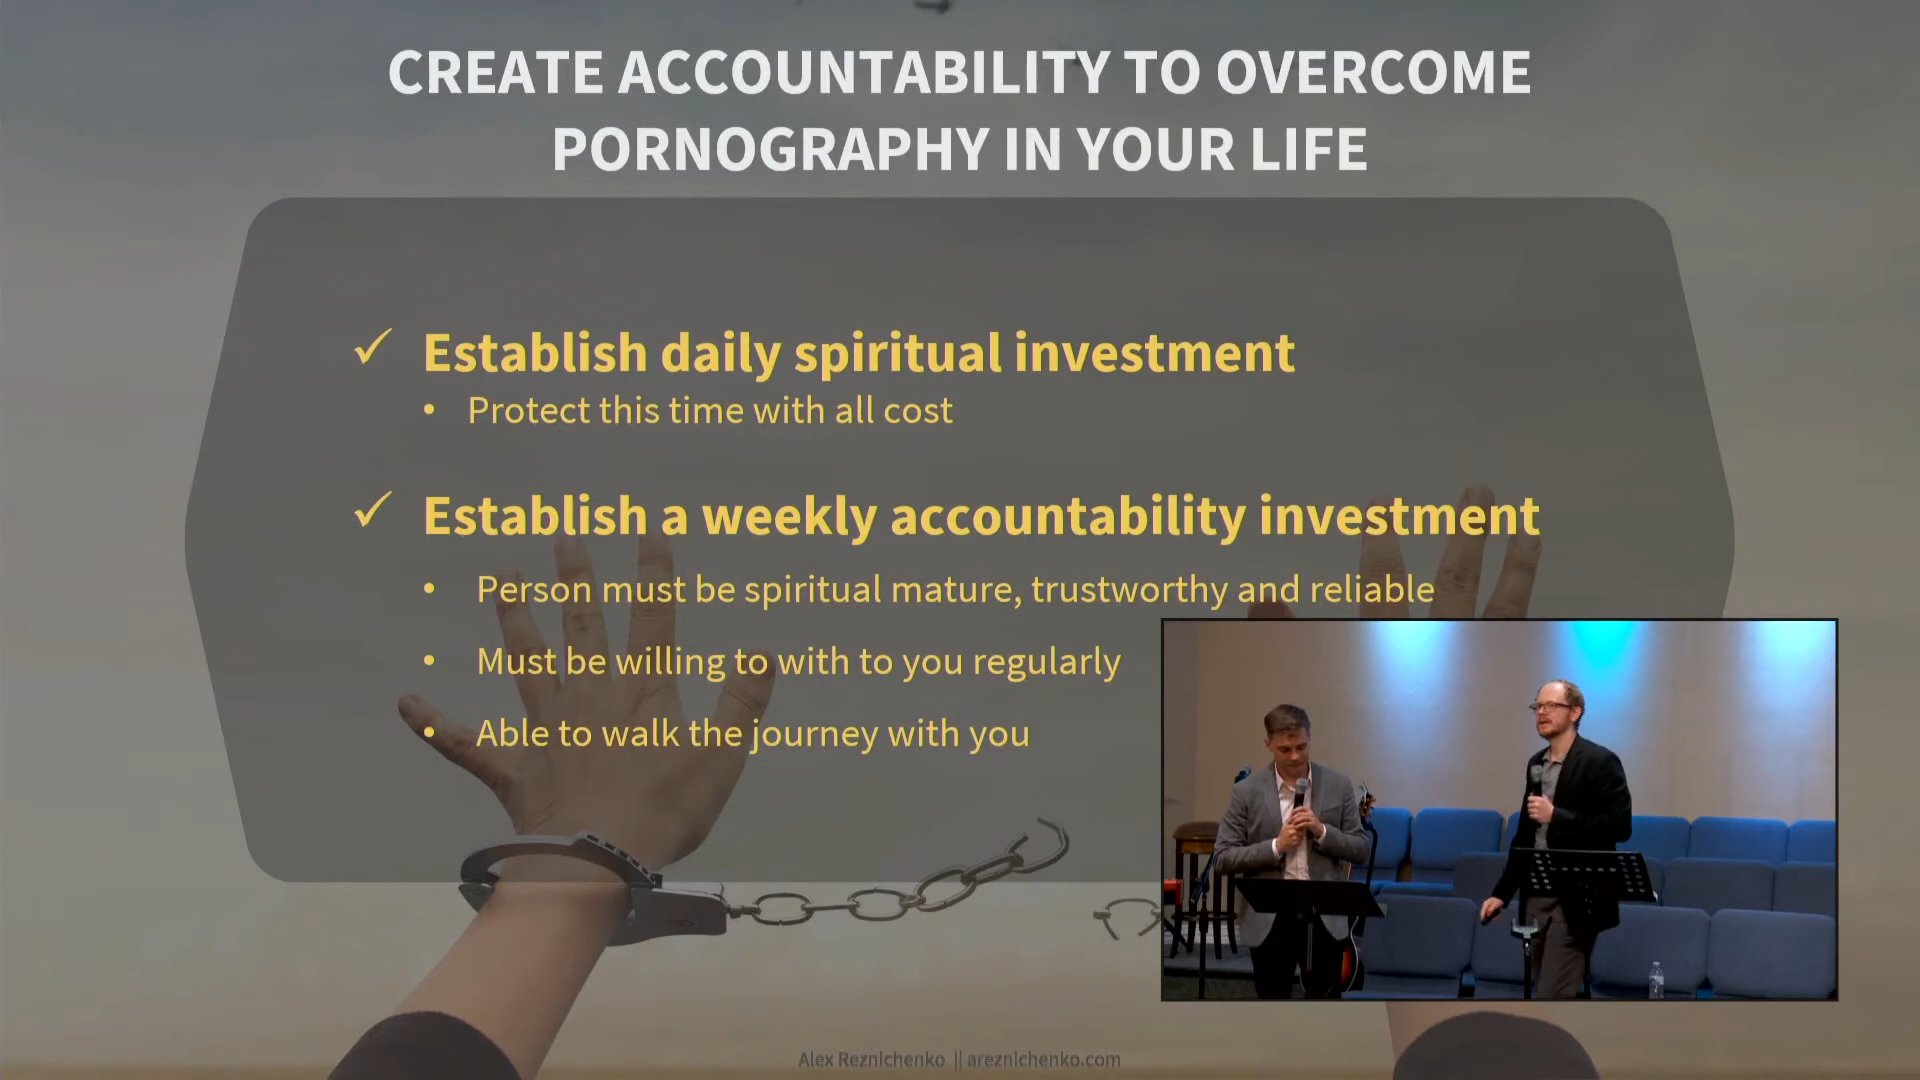 CREATE ACCOUNTABILITY TO OVERCOME
PORNOGRAPHY IN YOUR LIFE
✓ Establish daily spiritual investment
• Protect this time with all cost
✓ Establish a weekly accountability investment
• Person must be spiritual mature, trustworthy and reliable
• Must be willing to with to you regularly
• Able to walk the journey with you
Alex Reznichenko || areznichenko.com